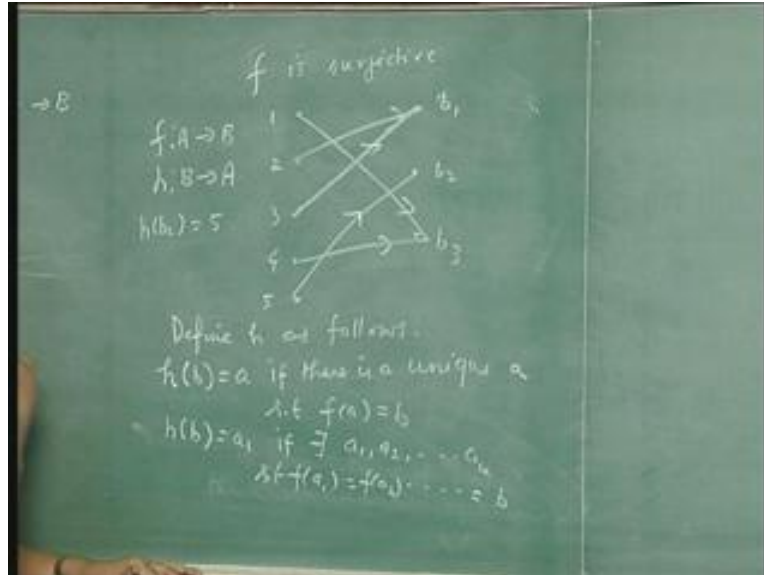 f is surjective
→B
f: A→B
h: B→A
h(b₂) = 5
1
2
3
4
5
b₁
b₂
b₃
Define h as follows.
h(b) = a if there is a unique a
s.t f(a) = b
h(b) = a₁ if ∃ a₁, a₂, .... aₙ
s.t f(a₁) = f(a₂) ..... = b